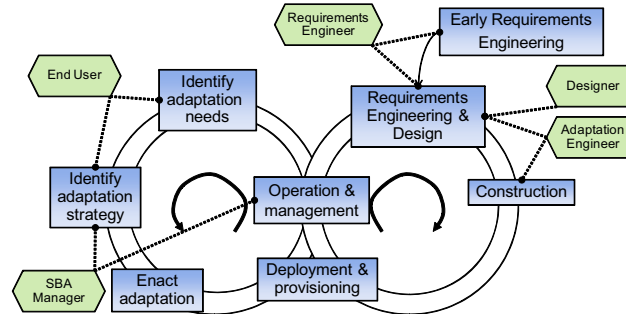 Requirements
Engineer
Early Requirements
Engineering
End User
Identify
adaptation
needs
Requirements
Engineering &
Design
Designer
Adaptation
Engineer
Identify
adaptation
strategy
Operation &
management
Construction
SBA
Manager
Enact
adaptation
Deployment &
provisioning